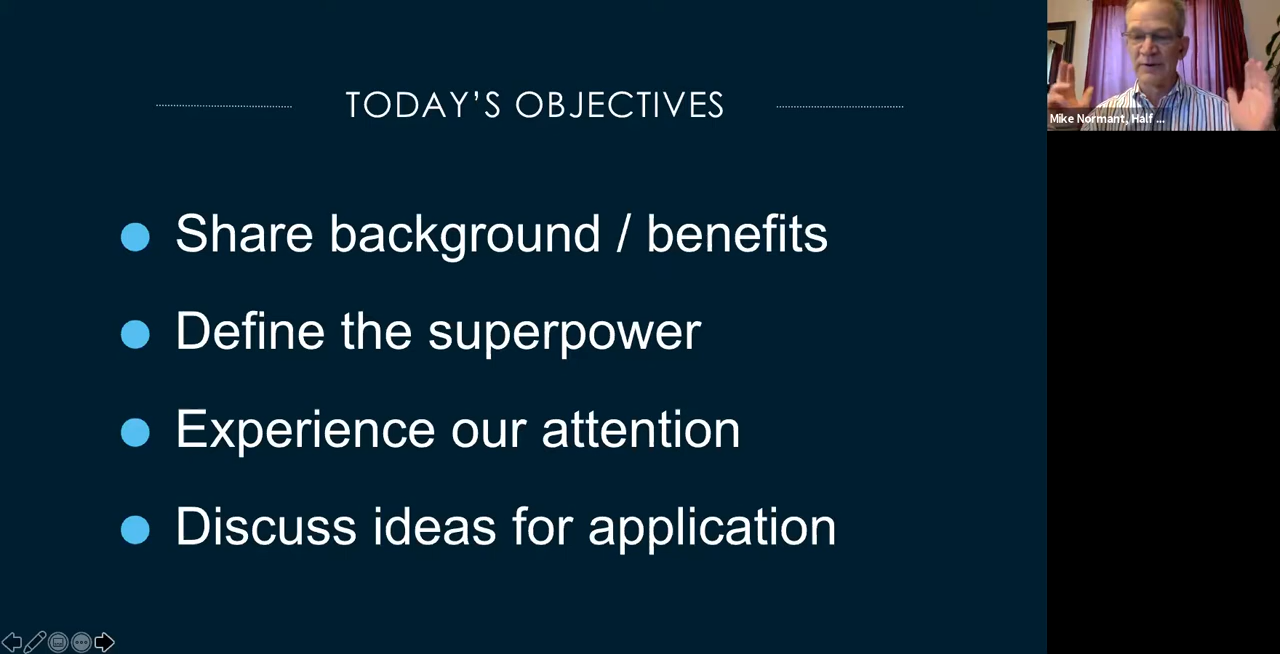 TODAY’S OBJECTIVES
Share background / benefits
Define the superpower
Experience our attention
Discuss ideas for application
Mike Normant, Half ...